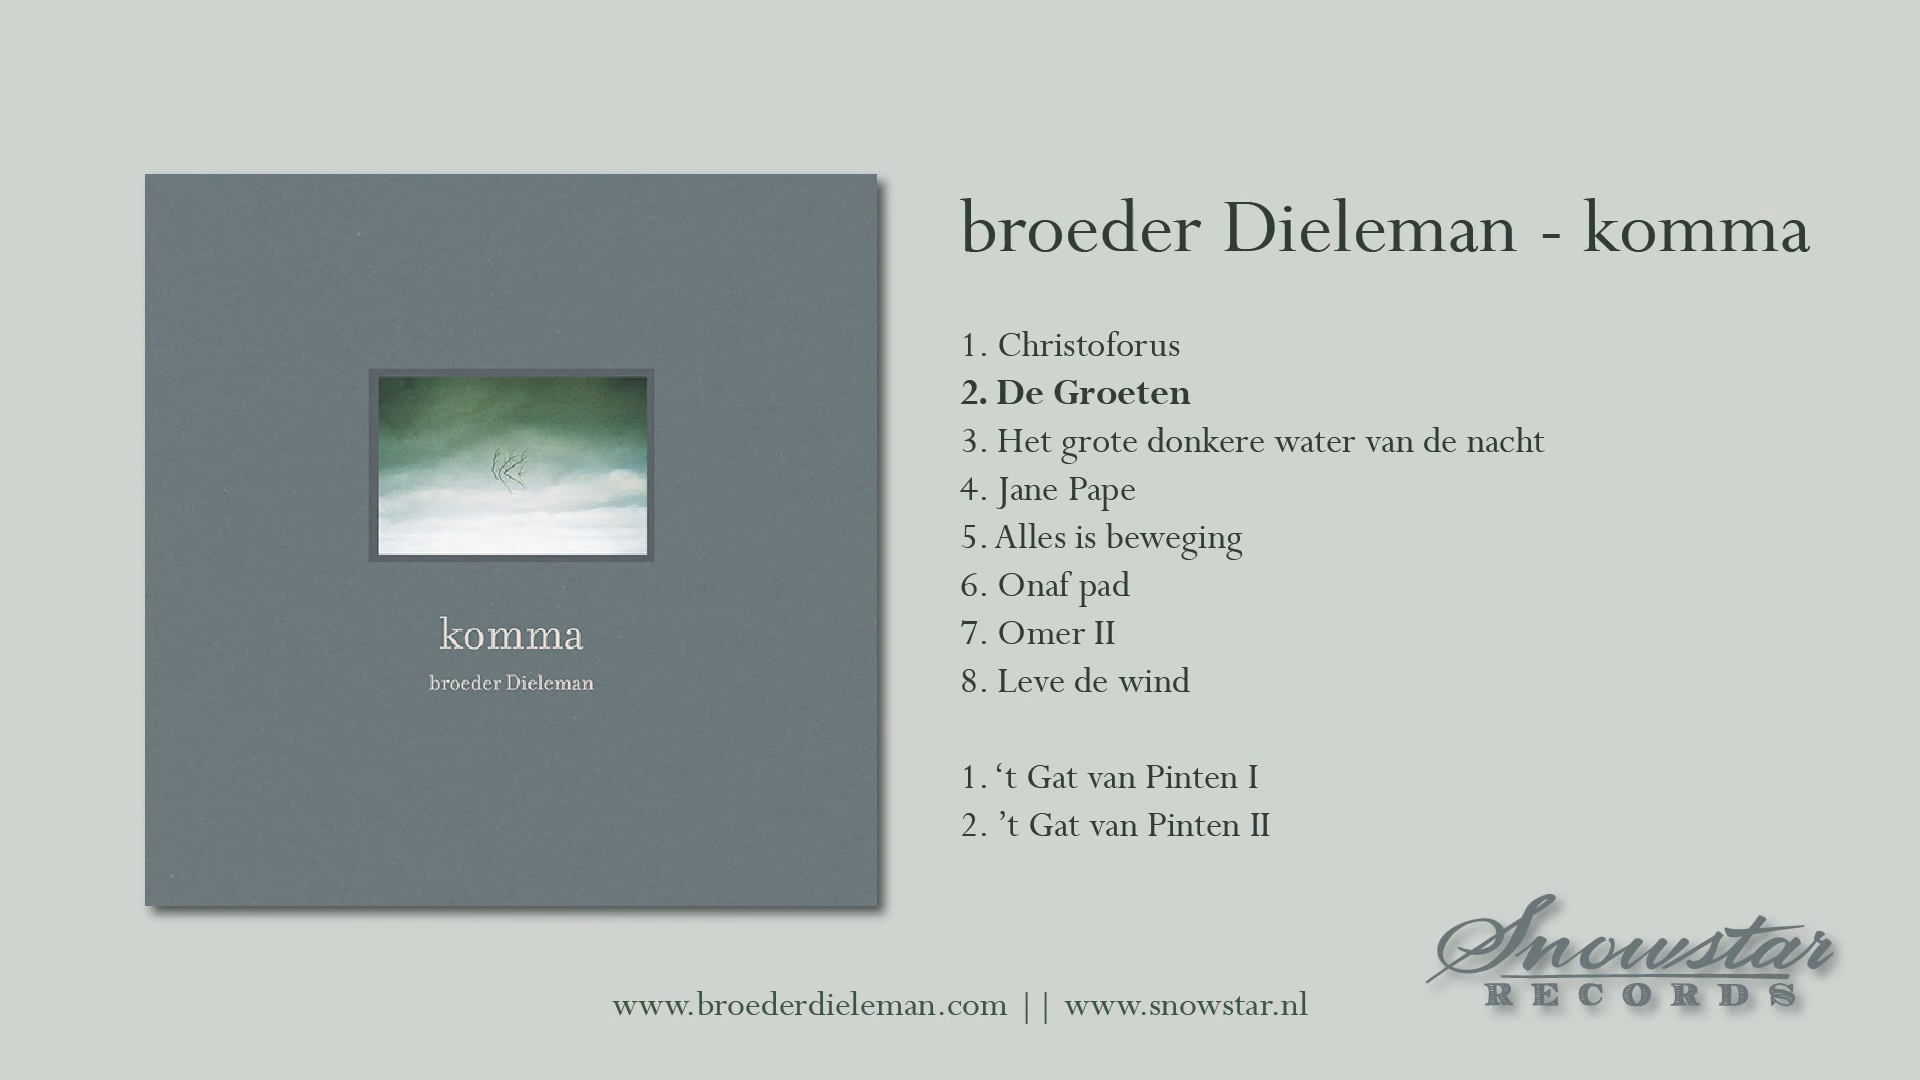 komma
broeder Dieleman
broeder Dieleman - komma
1. Christoforus
2. De Groeten
3. Het grote donkere water van de nacht
4. Jane Pape
5. Alles is beweging
6. Onaf pad
7. Omer II
8. Leve de wind
1. ‘t Gat van Pinten I
2. ’t Gat van Pinten II
Snowstar
RECORDS
www.broederdieleman.com || www.snowstar.nl